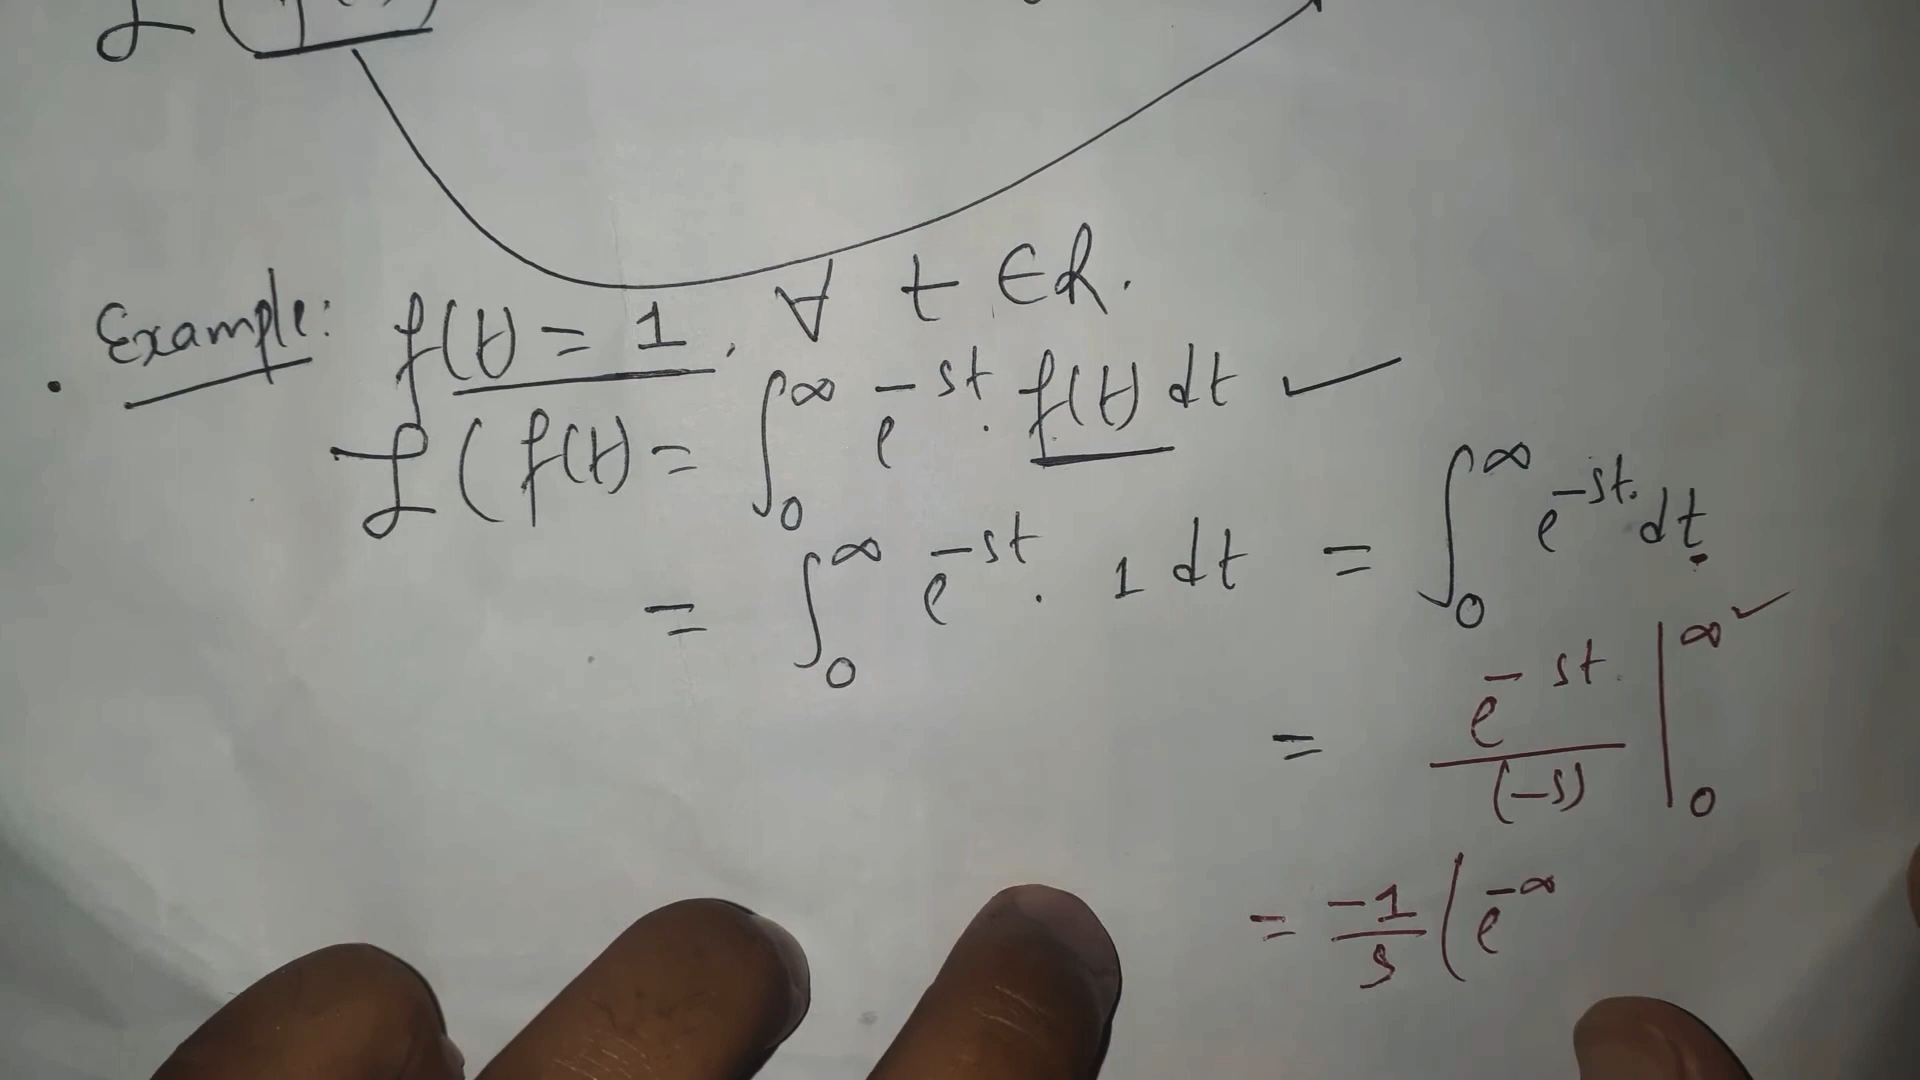 Example: f(t) = 1, ∀ t ∈ R.
ℒ(f(t) = ∫₀^∞ e^{-st} · f(t) dt ✓
= ∫₀^∞ e^{-st} · 1 dt = ∫₀^∞ e^{-st} · dt
= e^{-st} / (-s) |₀^∞ ✓
= -1/s ( e^{-∞}